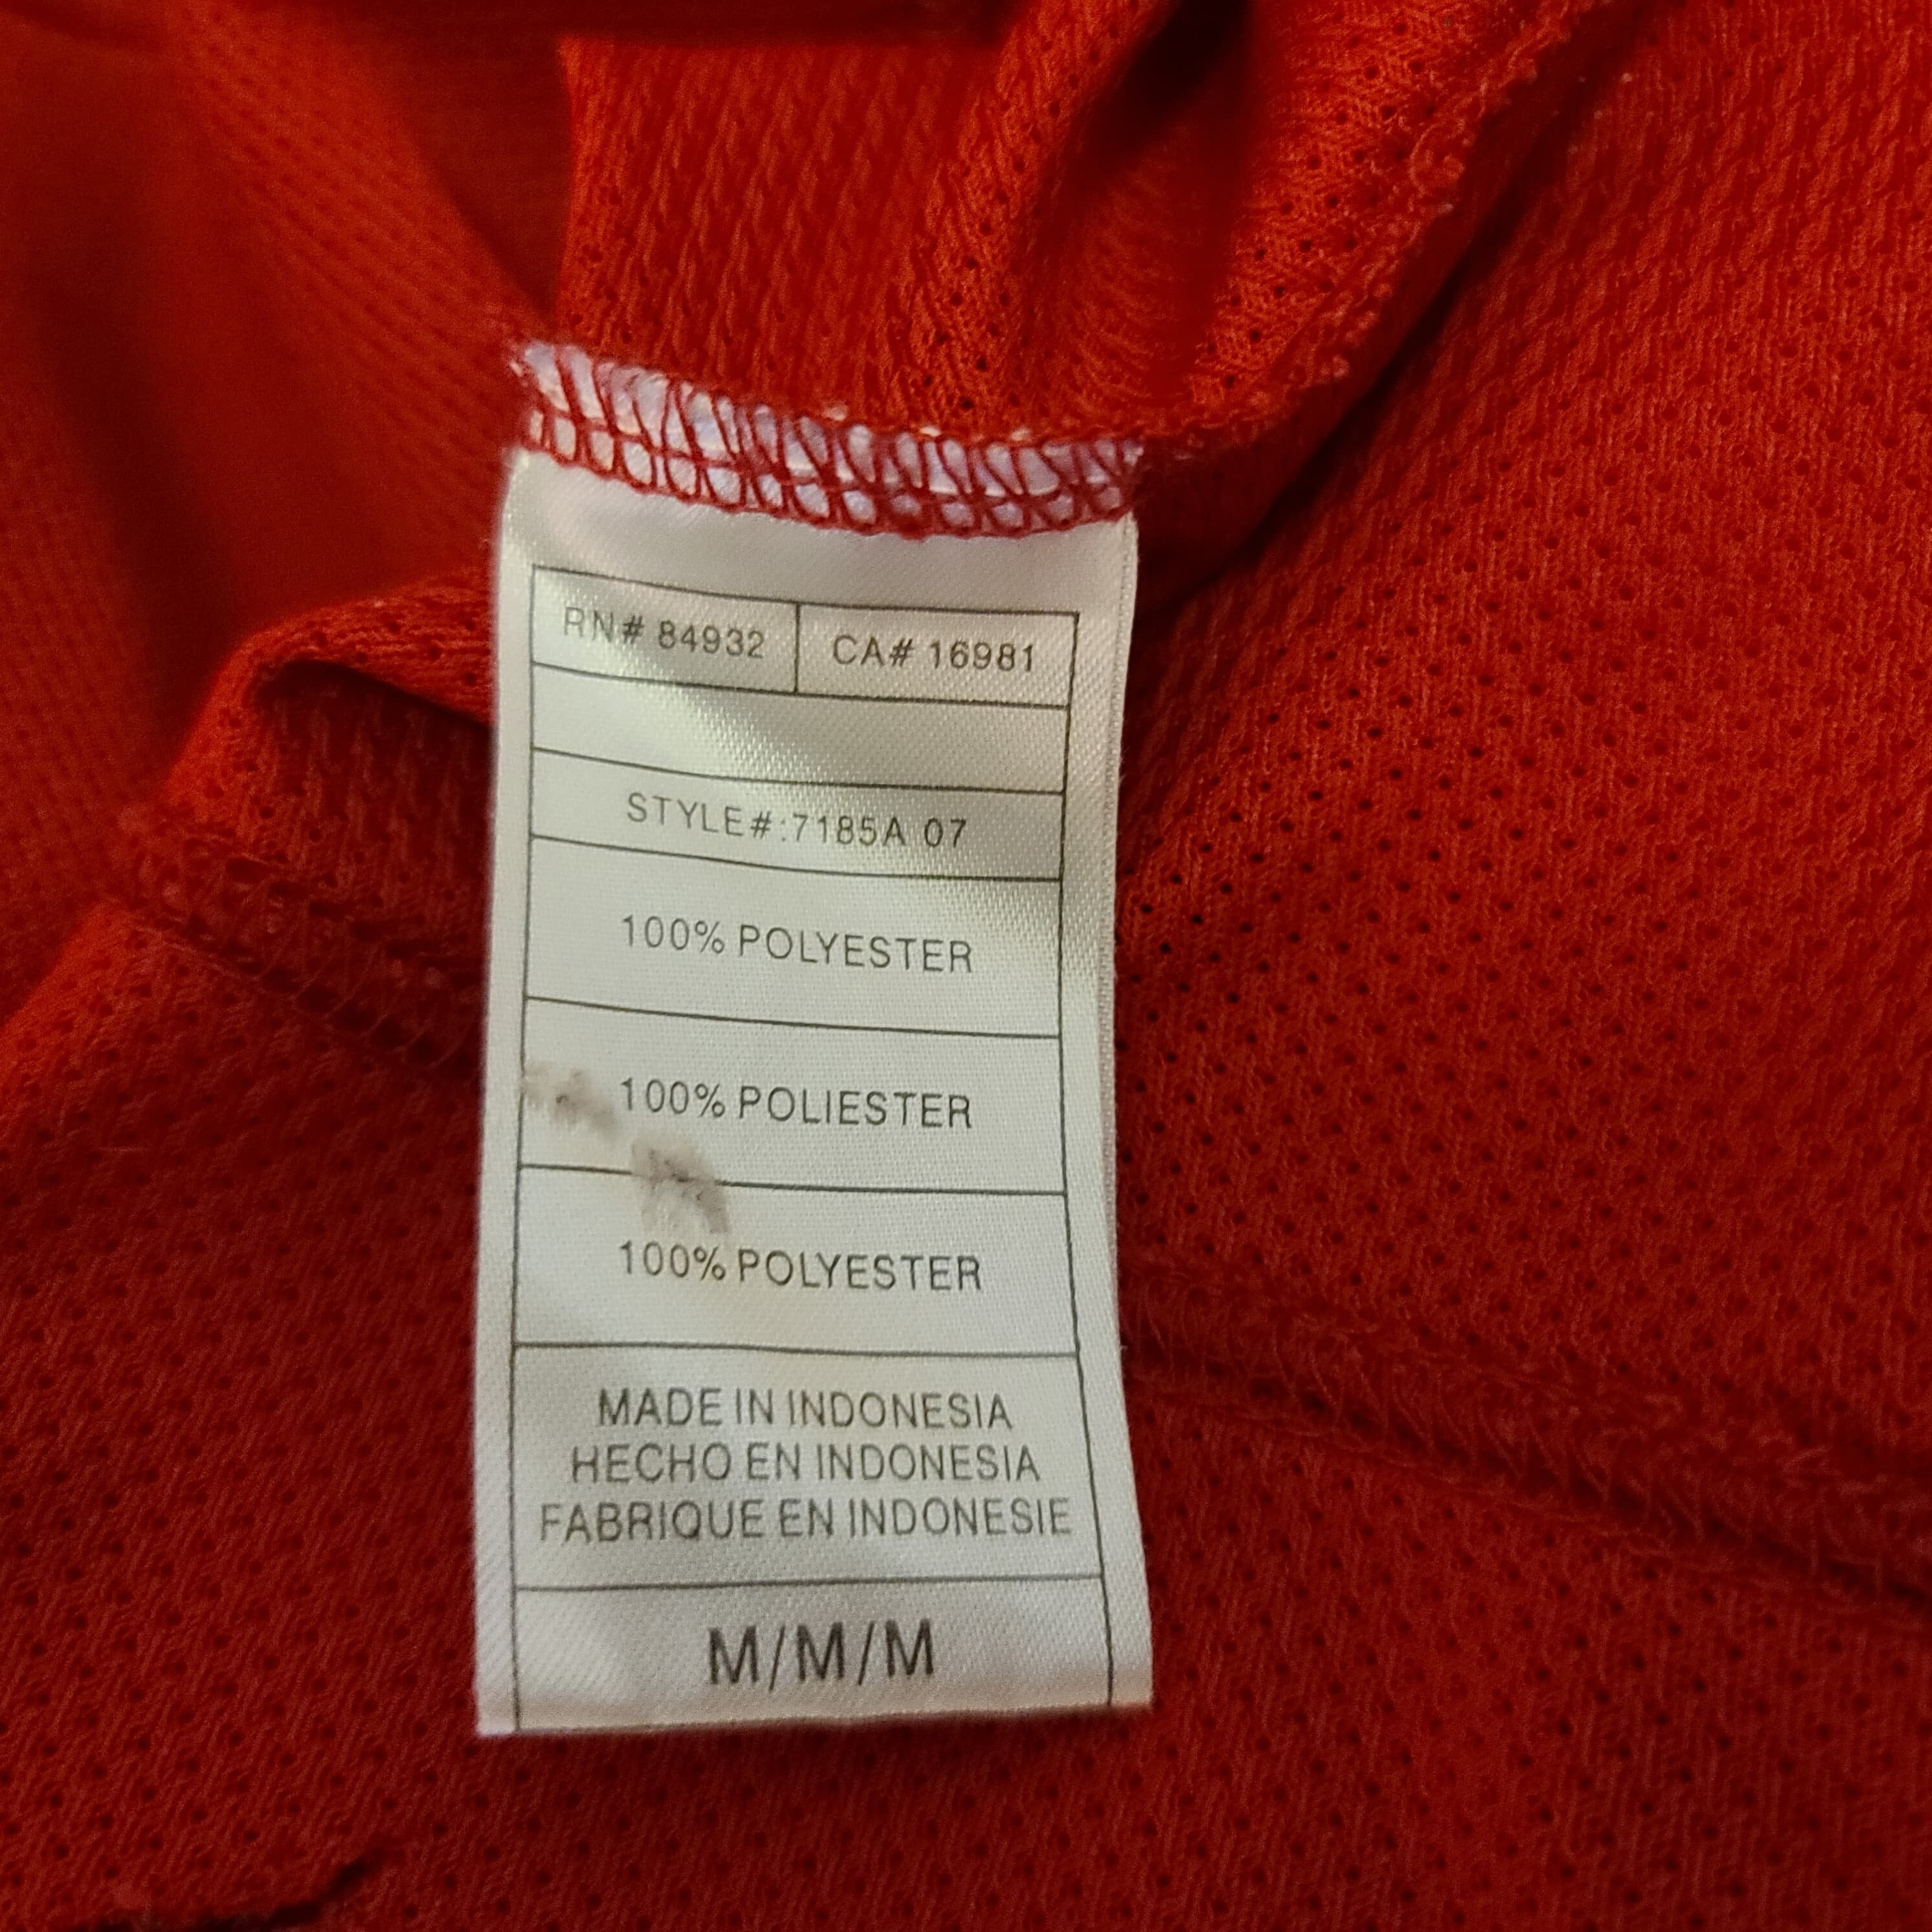 RN# 84932 CA# 16981
STYLE#:7185A 07
100% POLYESTER
100% POLIESTER
100% POLYESTER
MADE IN INDONESIA
HECHO EN INDONESIA
FABRIQUE EN INDONESIE
M/M/M